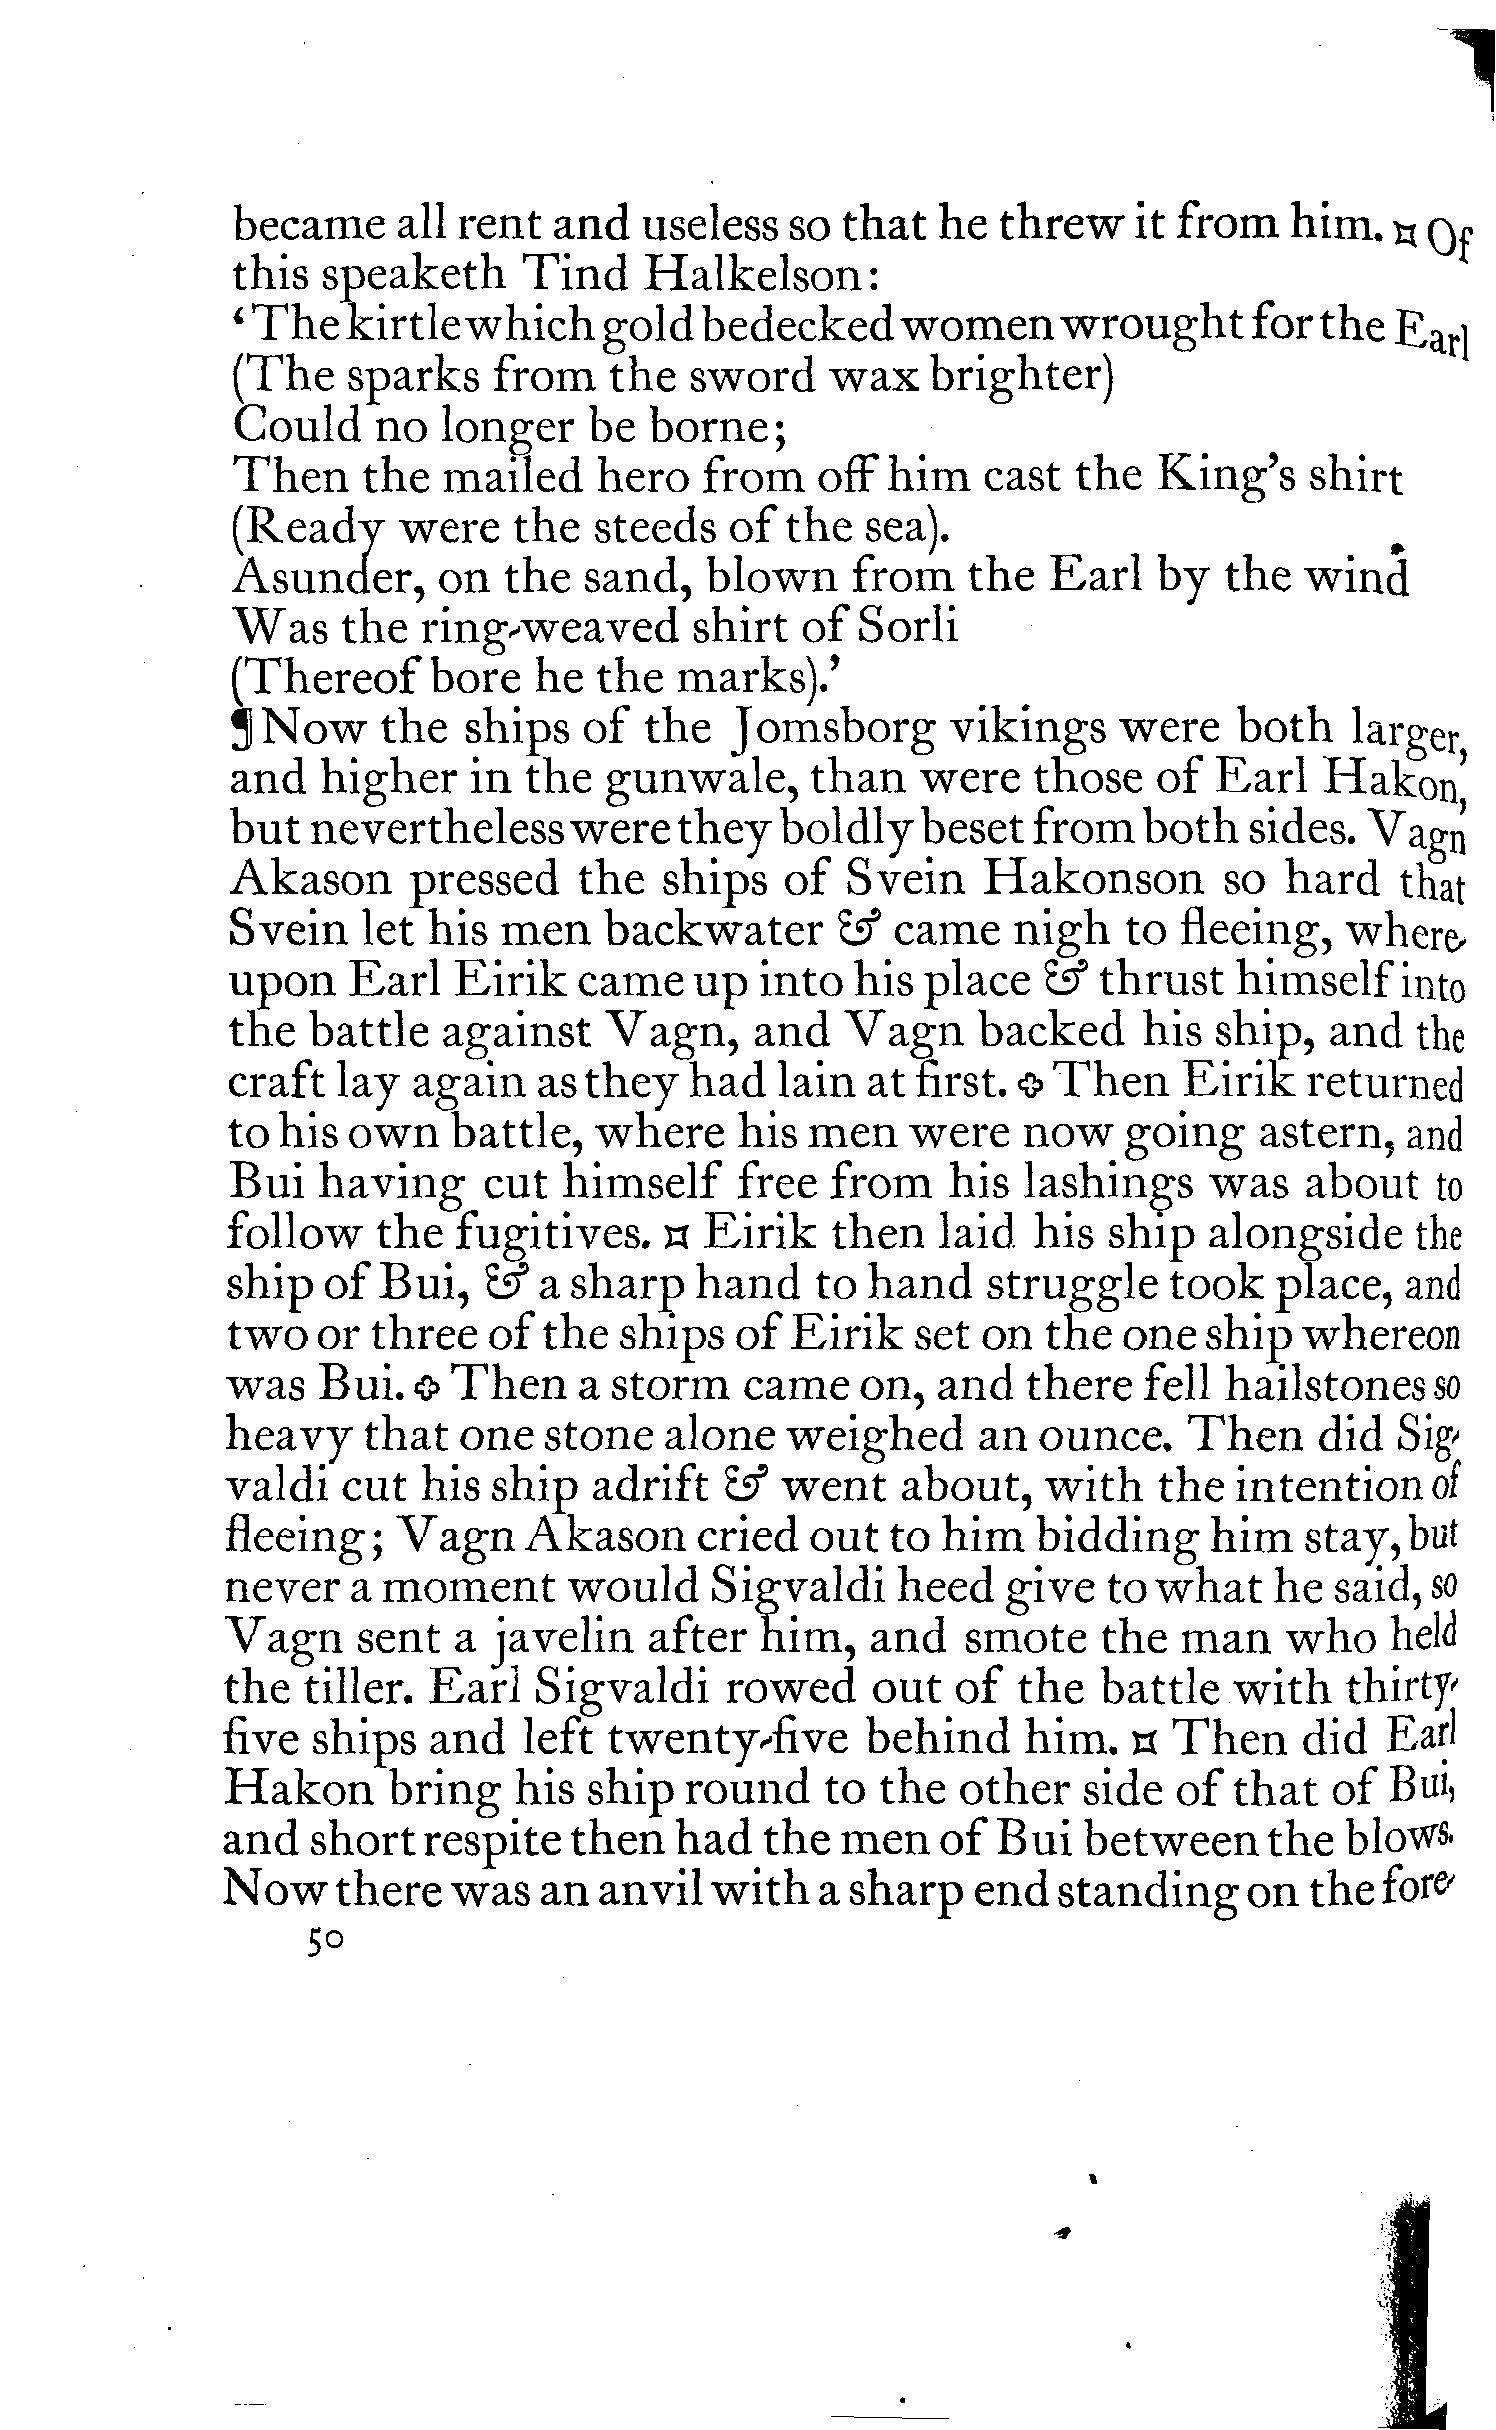 became all rent and useless so that he threw it from him. ¤ Of
this speaketh Tind Halkelson:
‘The kirtle which gold bedecked women wrought for the Earl
(The sparks from the sword wax brighter)
Could no longer be borne;
Then the mailed hero from off him cast the King’s shirt
(Ready were the steeds of the sea).
Asunder, on the sand, blown from the Earl by the wind
Was the ring-weaved shirt of Sorli
(Thereof bore he the marks).’
¶ Now the ships of the Jomsborg vikings were both larger,
and higher in the gunwale, than were those of Earl Hakon,
but nevertheless were they boldly beset from both sides. Vagn
Akason pressed the ships of Svein Hakonson so hard that
Svein let his men backwater & came nigh to fleeing, where-
upon Earl Eirik came up into his place & thrust himself into
the battle against Vagn, and Vagn backed his ship, and the
craft lay again as they had lain at first. ✣ Then Eirik returned
to his own battle, where his men were now going astern, and
Bui having cut himself free from his lashings was about to
follow the fugitives. ¤ Eirik then laid his ship alongside the
ship of Bui, & a sharp hand to hand struggle took place, and
two or three of the ships of Eirik set on the one ship whereon
was Bui. ✣ Then a storm came on, and there fell hailstones so
heavy that one stone alone weighed an ounce. Then did Sig-
valdi cut his ship adrift & went about, with the intention of
fleeing; Vagn Akason cried out to him bidding him stay, but
never a moment would Sigvaldi heed give to what he said, so
Vagn sent a javelin after him, and smote the man who held
the tiller. Earl Sigvaldi rowed out of the battle with thirty-
five ships and left twenty-five behind him. ¤ Then did Earl
Hakon bring his ship round to the other side of that of Bui,
and short respite then had the men of Bui between the blows.
Now there was an anvil with a sharp end standing on the fore-
50